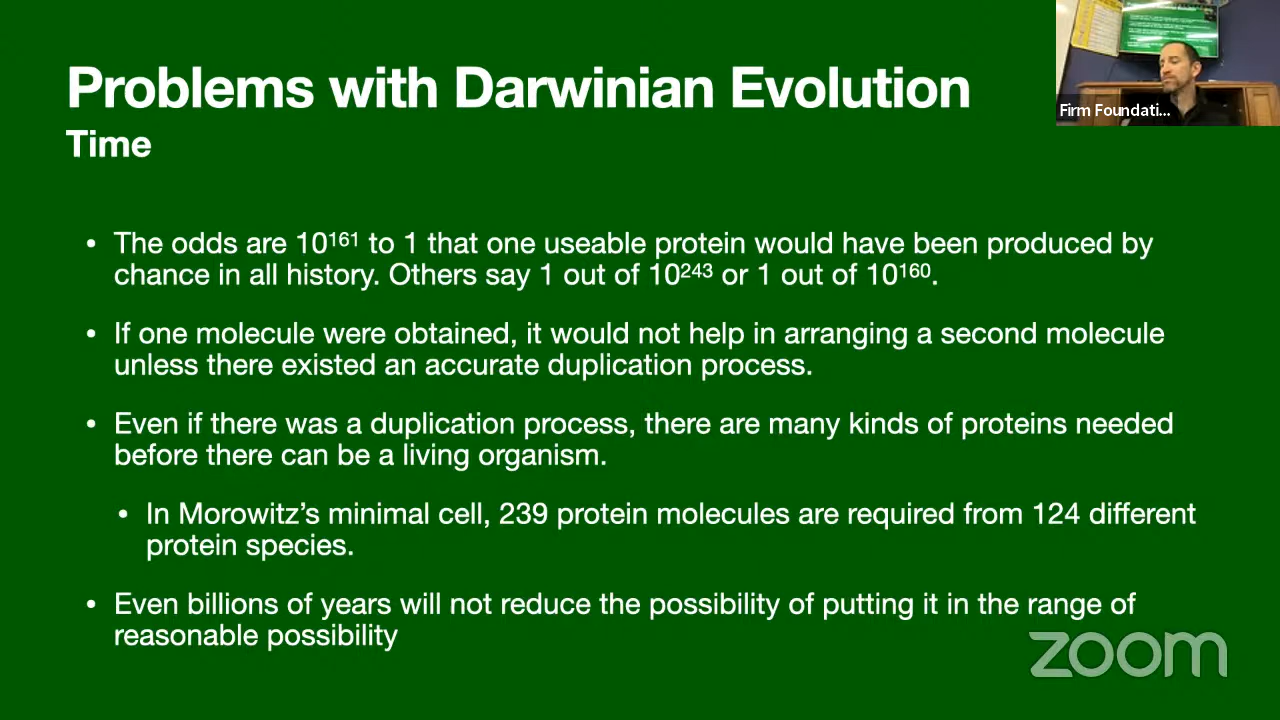 Problems with Darwinian Evolution
Time
Firm Foundati...
• The odds are 10¹⁶¹ to 1 that one useable protein would have been produced by
chance in all history. Others say 1 out of 10²⁴³ or 1 out of 10¹⁶⁰.
• If one molecule were obtained, it would not help in arranging a second molecule
unless there existed an accurate duplication process.
• Even if there was a duplication process, there are many kinds of proteins needed
before there can be a living organism.
• In Morowitz’s minimal cell, 239 protein molecules are required from 124 different
protein species.
• Even billions of years will not reduce the possibility of putting it in the range of
reasonable possibility
zoom